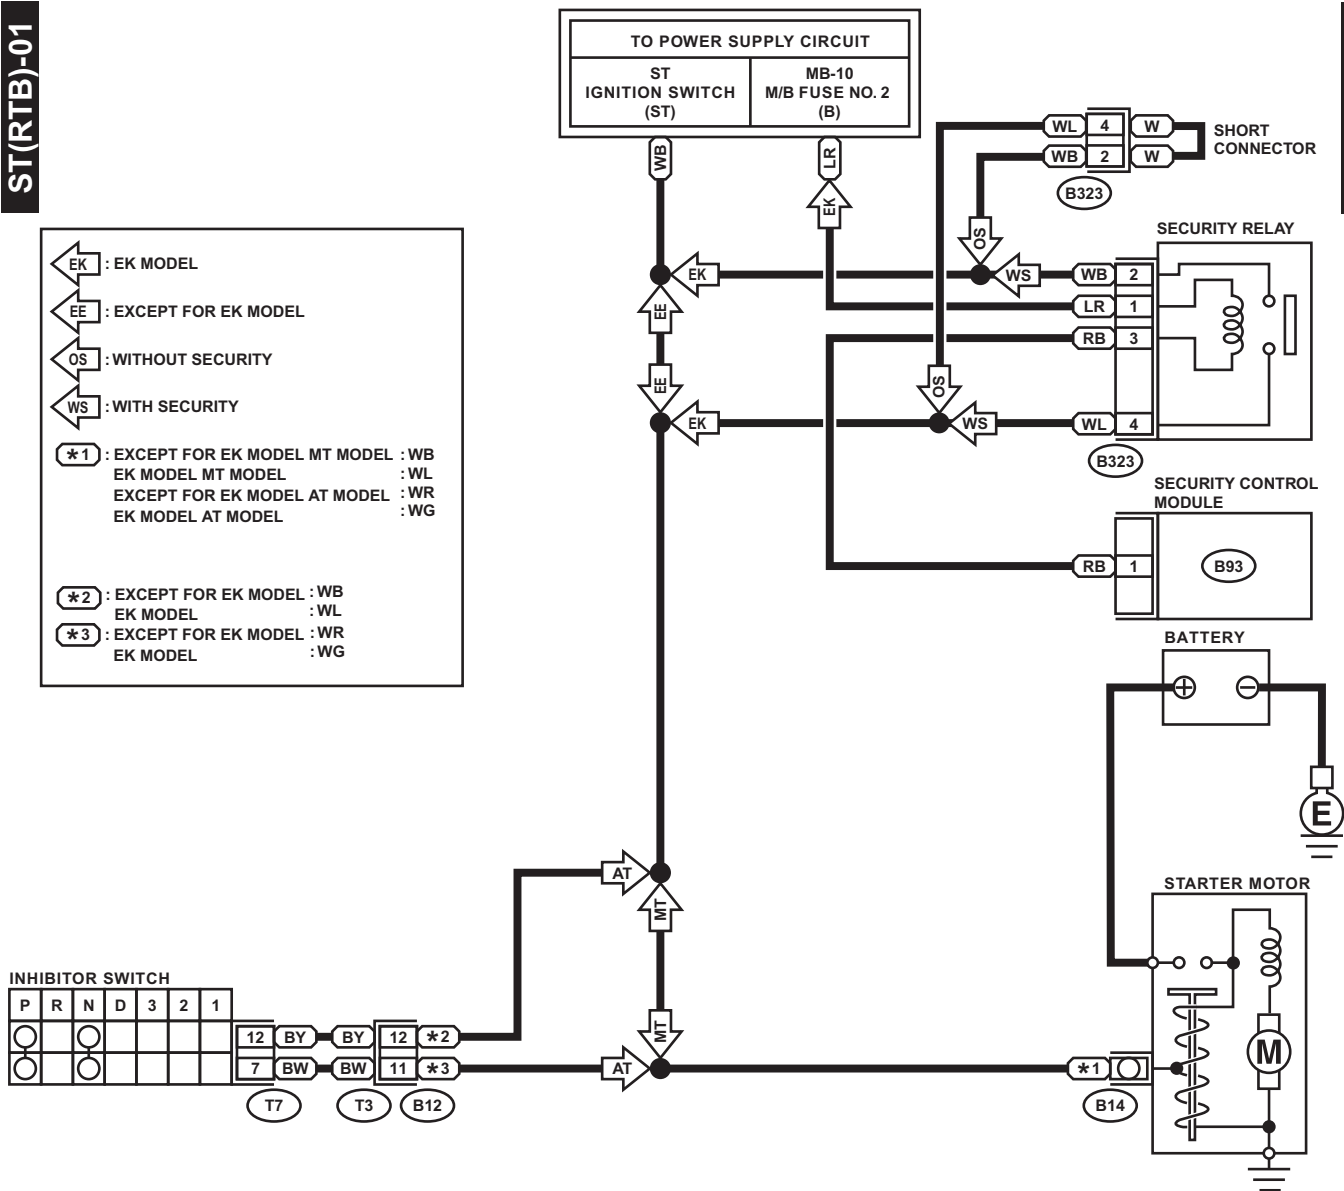 ST(RTB)-01
TO POWER SUPPLY CIRCUIT
ST
IGNITION SWITCH
(ST)
MB-10
M/B FUSE NO. 2
(B)
WB
LR
EK
WL 4 W
WB 2 W
SHORT
CONNECTOR
B323
OS
EK : EK MODEL
EE : EXCEPT FOR EK MODEL
OS : WITHOUT SECURITY
WS : WITH SECURITY
*1 : EXCEPT FOR EK MODEL MT MODEL : WB
EK MODEL MT MODEL : WL
EXCEPT FOR EK MODEL AT MODEL : WR
EK MODEL AT MODEL : WG
*2 : EXCEPT FOR EK MODEL : WB
EK MODEL : WL
*3 : EXCEPT FOR EK MODEL : WR
EK MODEL : WG
SECURITY RELAY
EK
WS
WB 2
LR 1
RB 3
EE
EE
OS
EK
WS
WL 4
B323
SECURITY CONTROL
MODULE
RB 1
B93
BATTERY
+ −
E
STARTER MOTOR
M
AT
MT
MT
AT
INHIBITOR SWITCH
P R N D 3 2 1
12 BY BY 12 *2
7 BW BW 11 *3
T7 T3 B12
*1
B14